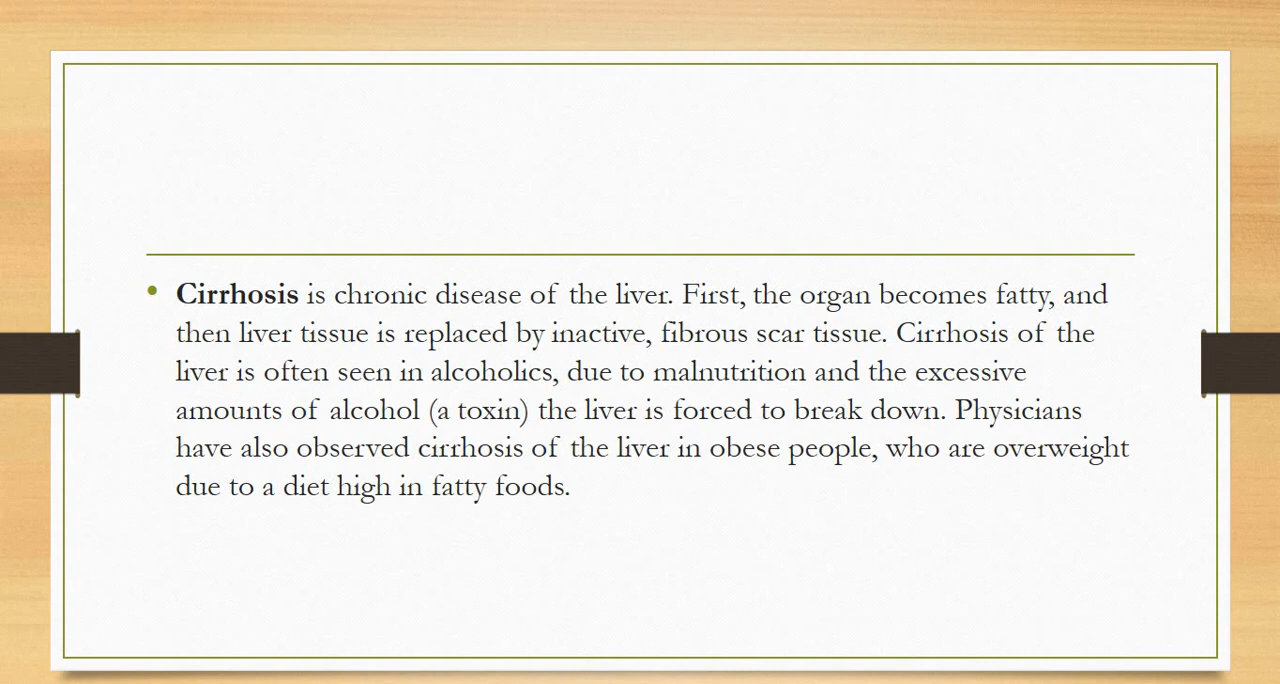 • Cirrhosis is chronic disease of the liver. First, the organ becomes fatty, and
then liver tissue is replaced by inactive, fibrous scar tissue. Cirrhosis of the
liver is often seen in alcoholics, due to malnutrition and the excessive
amounts of alcohol (a toxin) the liver is forced to break down. Physicians
have also observed cirrhosis of the liver in obese people, who are overweight
due to a diet high in fatty foods.